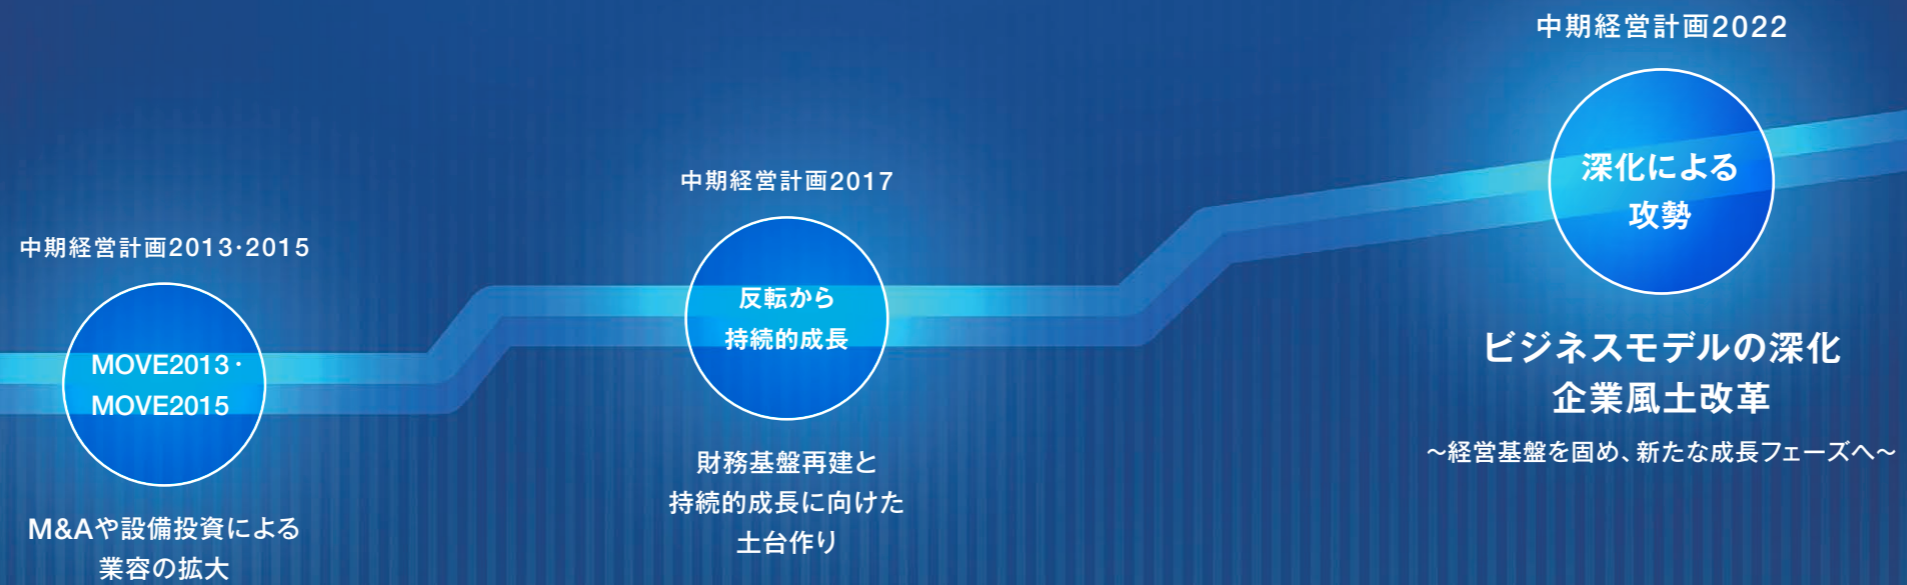 中期経営計画2013・2015
MOVE2013・
MOVE2015
M&Aや設備投資による
業容の拡大
中期経営計画2017
反転から
持続的成長
財務基盤再建と
持続的成長に向けた
土台作り
中期経営計画2022
深化による
攻勢
ビジネスモデルの深化
企業風土改革
～経営基盤を固め、新たな成長フェーズへ～